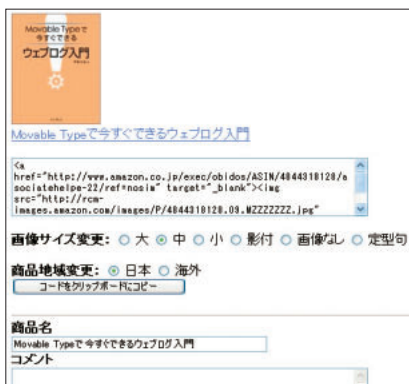 Movable Typeで
今すぐできる
ウェブログ入門
Movable Typeで今すぐできるウェブログ入門
<a
href="http://www.amazon.co.jp/exec/obidos/ASIN/4844318128/a
sociatehelpe-22/ref=nosim" target="_blank"><img
src="http://rcm-
images.amazon.com/images/P/4844318128.09.MZZZZZZZ.jpg"
画像サイズ変更: 大 中 小 影付 画像なし 定型句
商品地域変更: 日本 海外
コードをクリップボードにコピー
商品名
Movable Typeで今すぐできるウェブログ入門
コメント